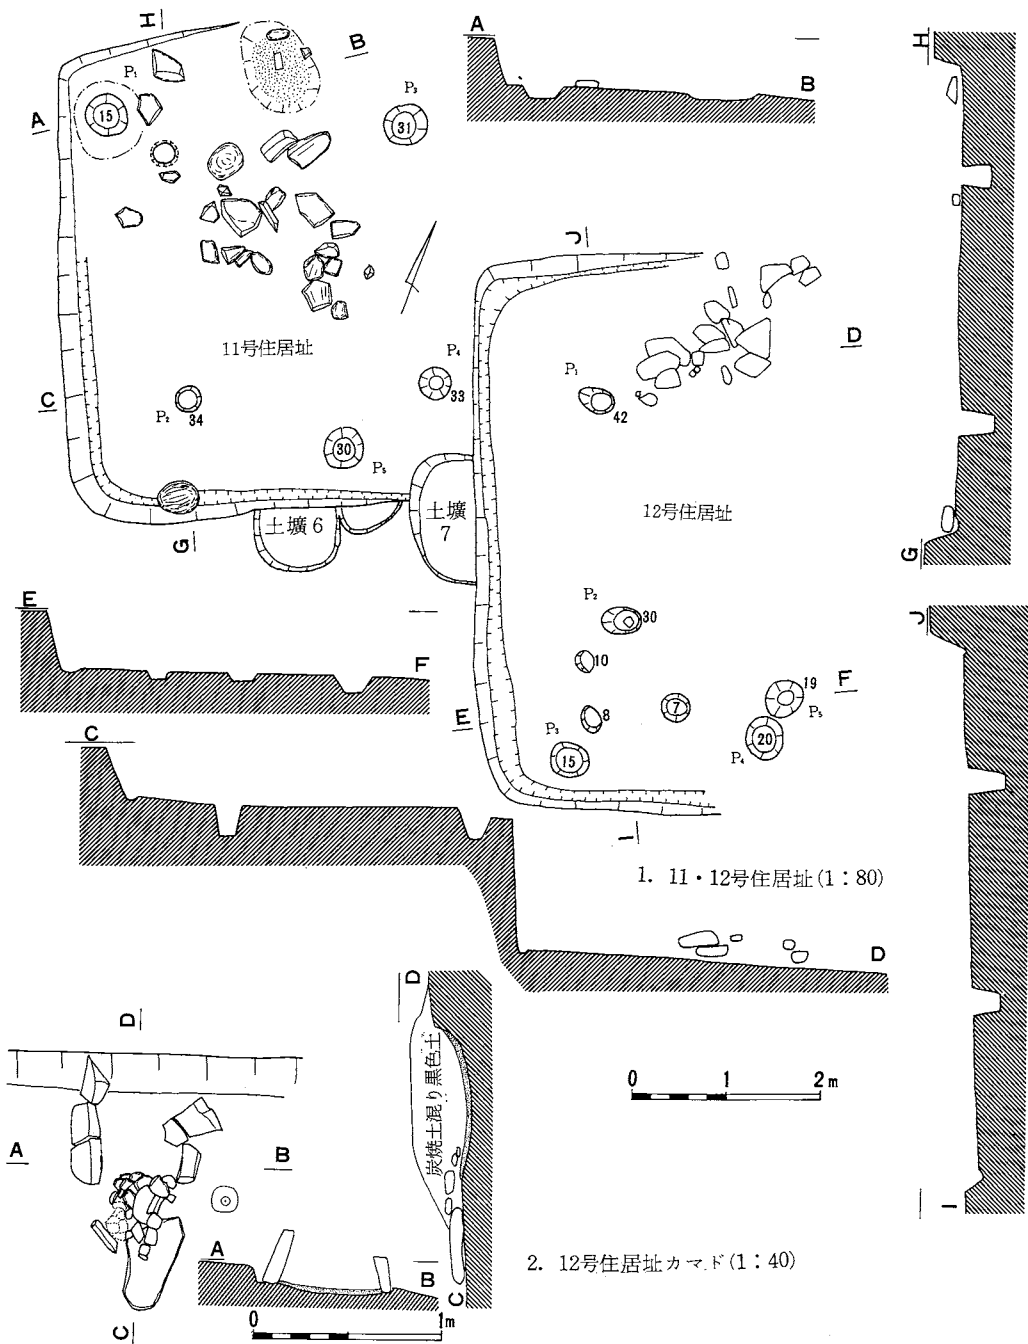 H
P₁
B
P₃
A
15
31
11号住居址
P₄
33
C
P₂
34
30
P₅
G
土壙6
土壙
7
A
B
H
G
J
D
P₁
42
12号住居址
P₂
30
10
19
F
E
8
7
P₅
P₃
15
20
P₄
I
E
F
C
D
1. 11・12号住居址(1：80)
J
I
0 1 2m
D
A
B
C
D
炭焼土混り黒色土
C
A
B
0 1m
2. 12号住居址カマド(1：40)